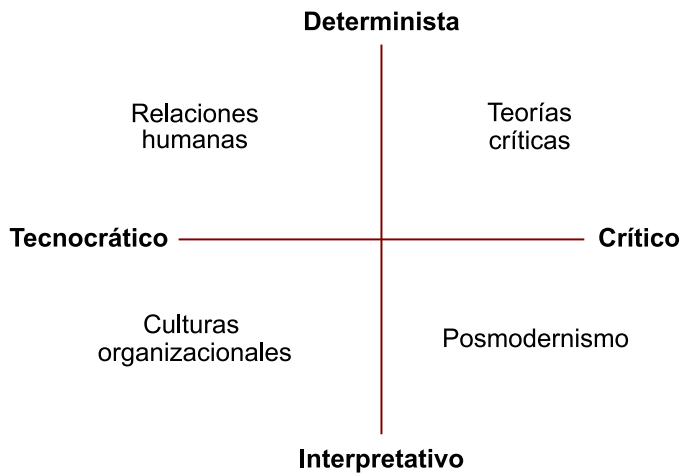 Determinista
Relaciones
humanas
Teorías
críticas
Tecnocrático
Crítico
Culturas
organizacionales
Posmodernismo
Interpretativo